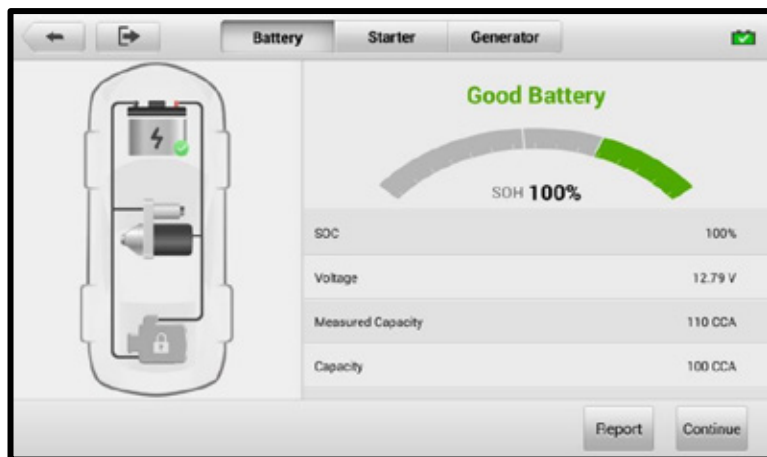 Battery Starter Generator
Good Battery
SOH 100%
SOC 100%
Voltage 12.79 V
Measured Capacity 110 CCA
Capacity 100 CCA
Report Continue